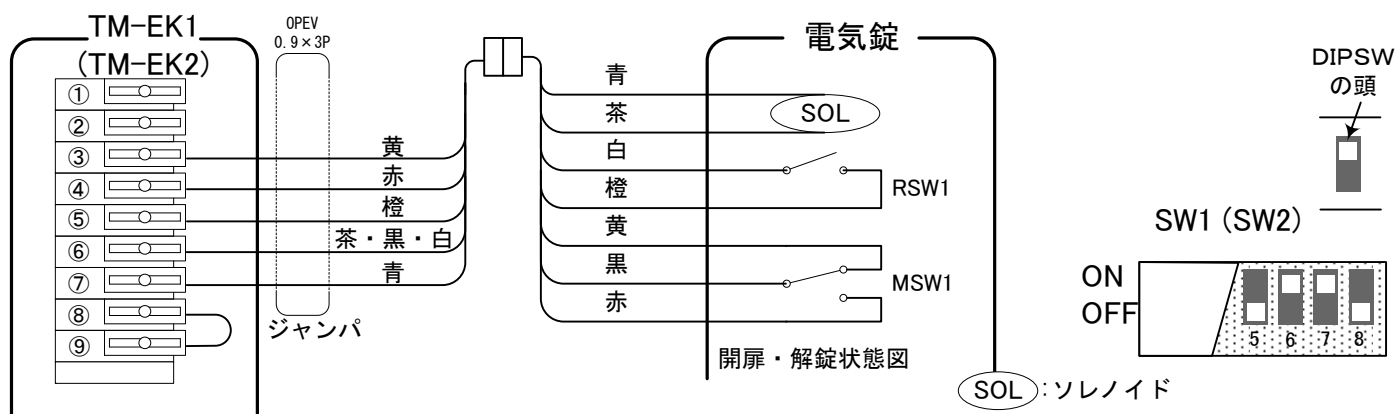 TM-EK1
(TM-EK2)
OPEV
0.9×3P
①
②
③
④
⑤
⑥
⑦
⑧
⑨
黄
赤
橙
茶・黒・白
青
ジャンパ
電気錠
青
茶
白
橙
黄
黒
赤
SOL
RSW1
MSW1
開扉・解錠状態図
SOL:ソレノイド
DIPSW
の頭
SW1(SW2)
ON
OFF
5 6 7 8